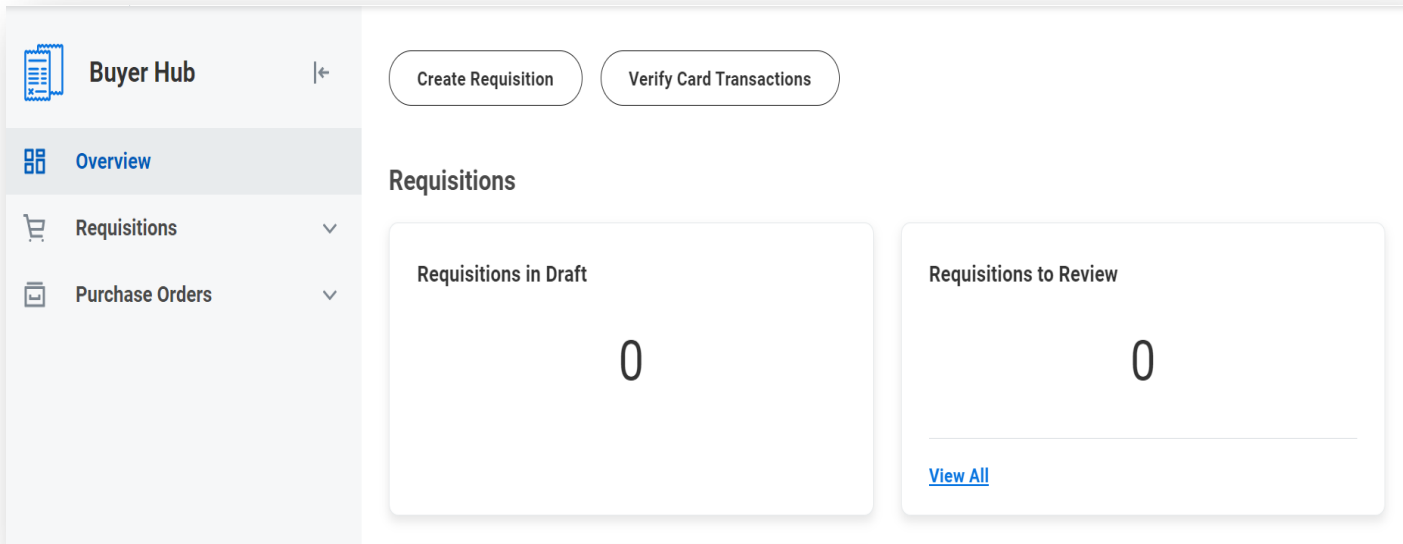 Buyer Hub
Overview
Requisitions
Purchase Orders
Create Requisition
Verify Card Transactions
Requisitions
Requisitions in Draft
0
Requisitions to Review
0
View All